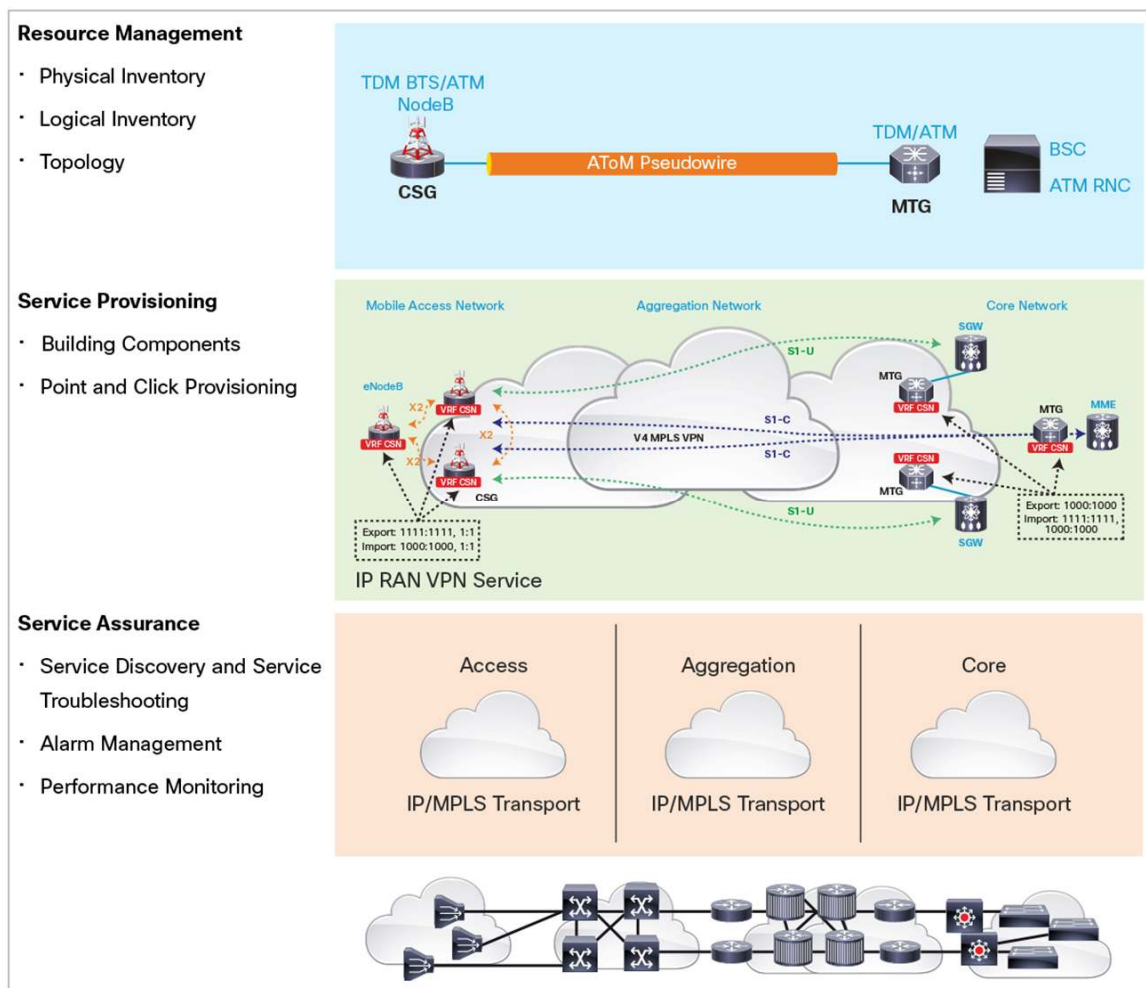 Resource Management
· Physical Inventory
· Logical Inventory
· Topology
TDM BTS/ATM
NodeB
CSG
AToM Pseudowire
TDM/ATM
MTG
BSC
ATM RNC
Service Provisioning
· Building Components
· Point and Click Provisioning
Mobile Access Network
Aggregation Network
Core Network
SGW
S1-U
MTG
VRF CSN
eNodeB
X2
VRF CSN
VRF CSN
X2
X2
VRF CSN
CSG
V4 MPLS VPN
S1-C
S1-C
MTG
VRF CSN
MME
VRF CSN
MTG
S1-U
SGW
Export: 1111:1111, 1:1
Import: 1000:1000, 1:1
Export: 1000:1000
Import: 1111:1111,
1000:1000
IP RAN VPN Service
Service Assurance
· Service Discovery and Service
Troubleshooting
· Alarm Management
· Performance Monitoring
Access
IP/MPLS Transport
Aggregation
IP/MPLS Transport
Core
IP/MPLS Transport